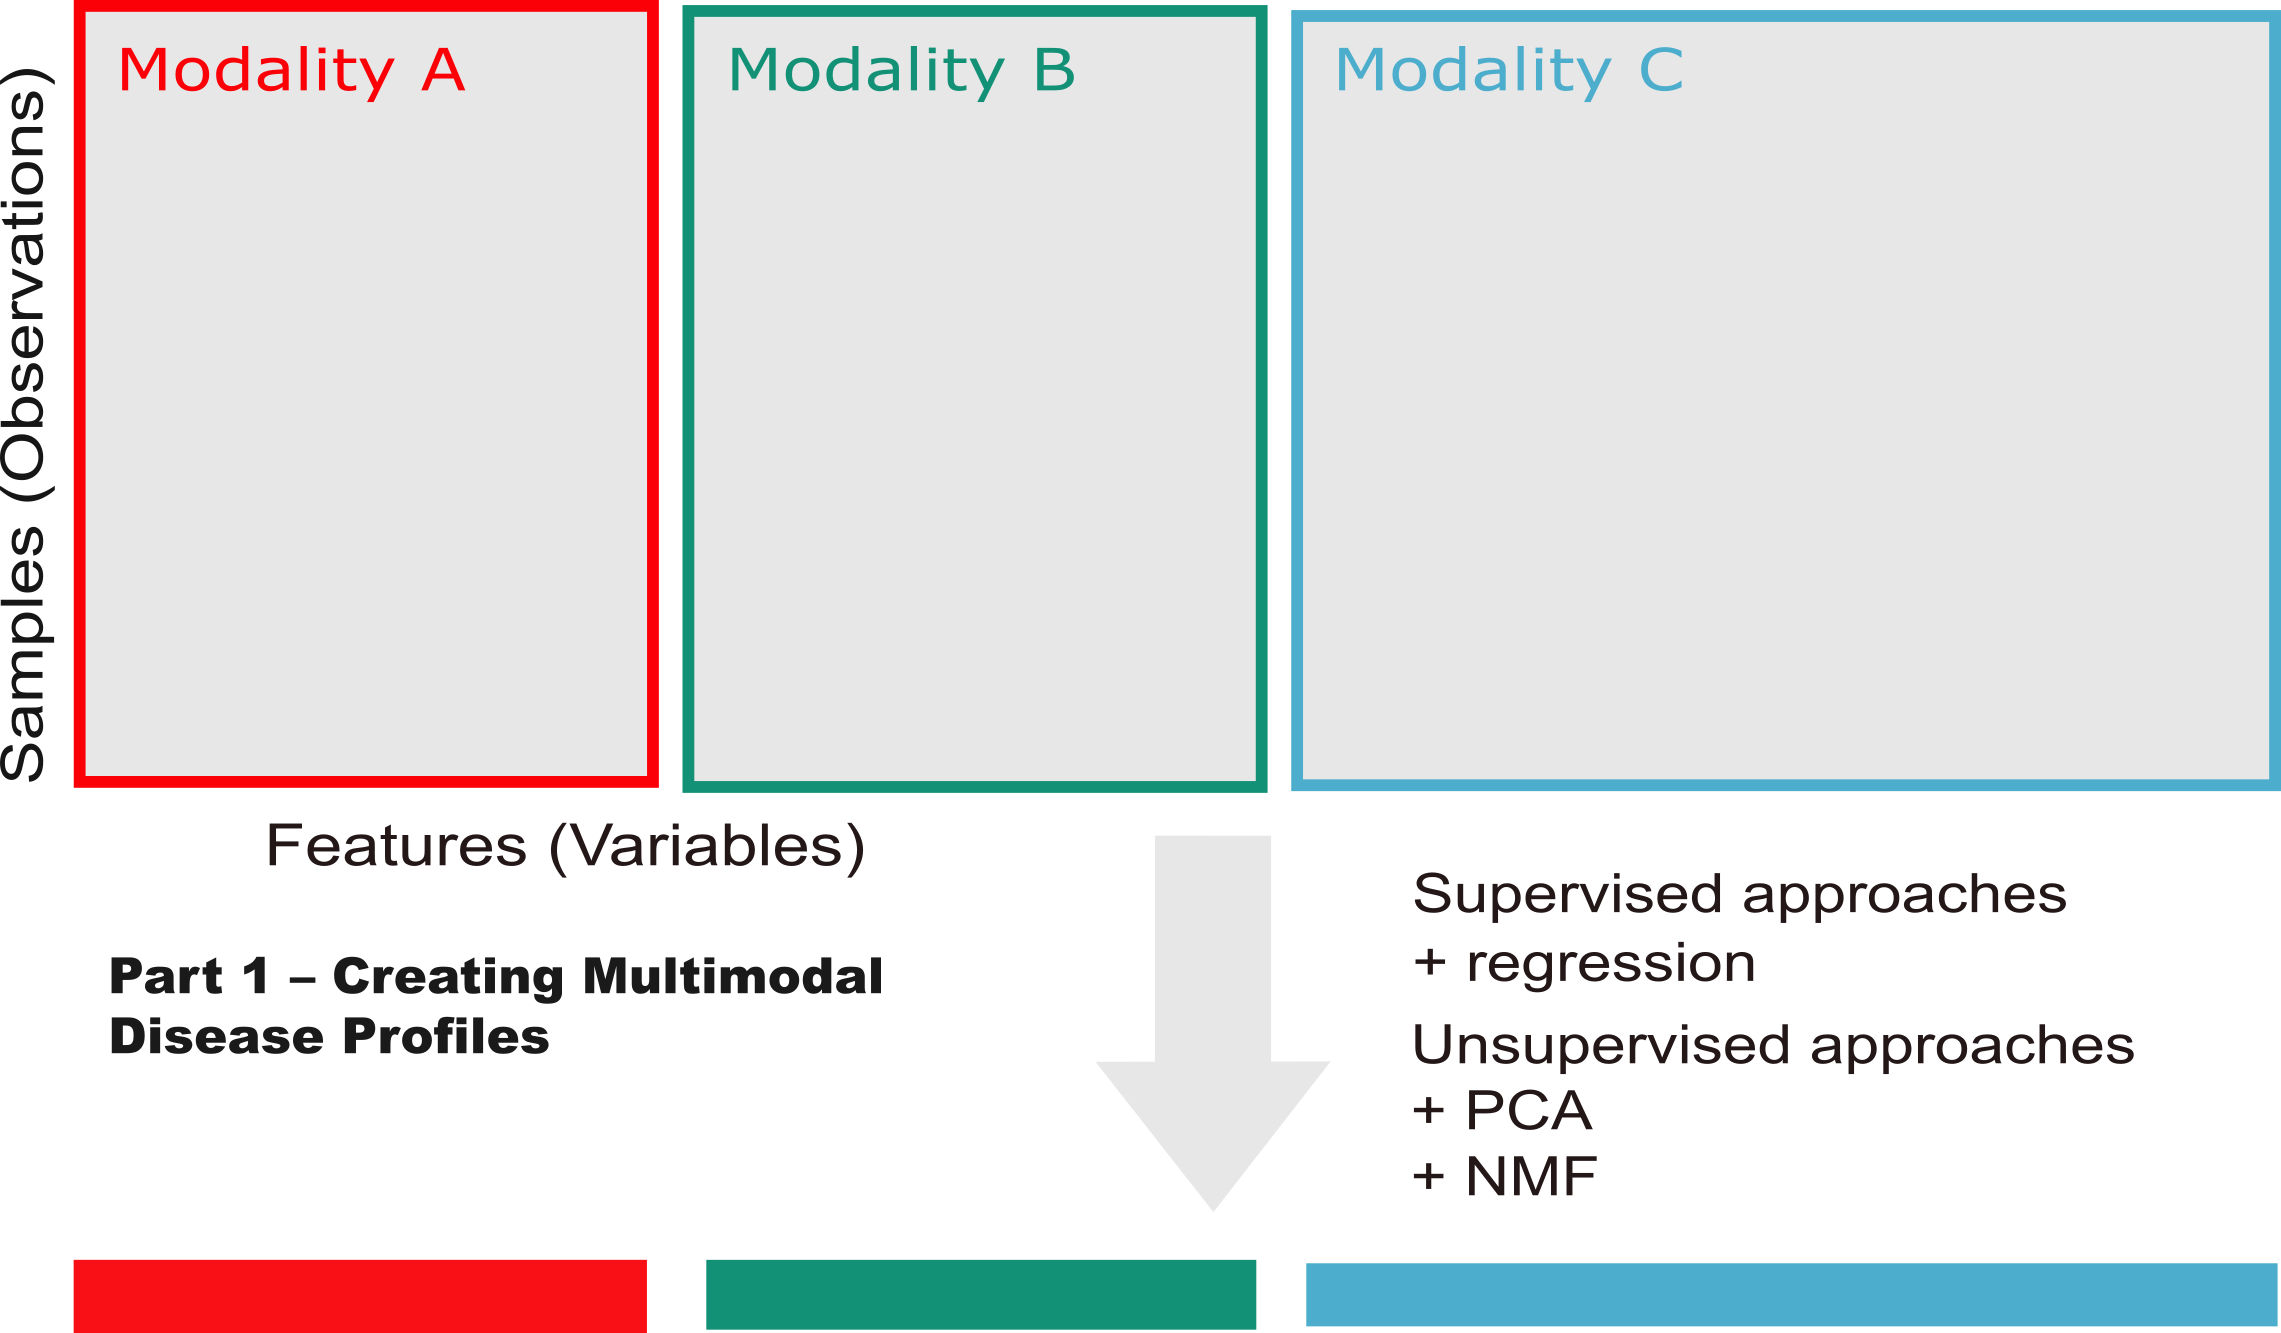 Modality A
Modality B
Modality C
Samples (Observations)
Features (Variables)
Part 1 – Creating Multimodal
Disease Profiles
Supervised approaches
+ regression
Unsupervised approaches
+ PCA
+ NMF